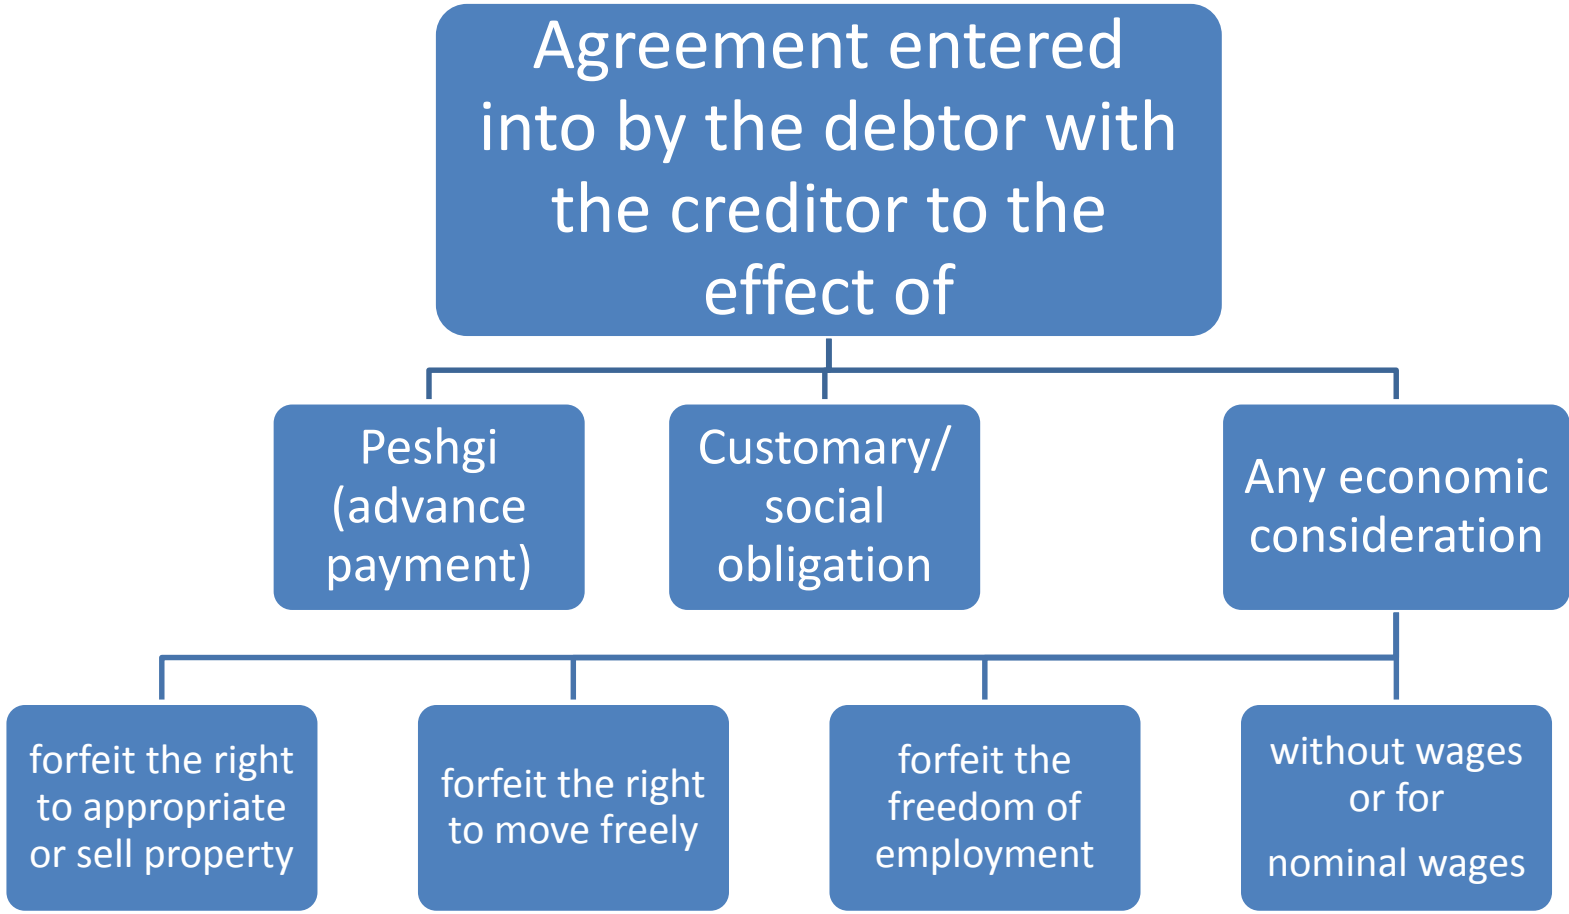 Agreement entered
into by the debtor with
the creditor to the
effect of
Peshgi
(advance
payment)
Customary/
social
obligation
Any economic
consideration
forfeit the right
to appropriate
or sell property
forfeit the right
to move freely
forfeit the
freedom of
employment
without wages
or for
nominal wages